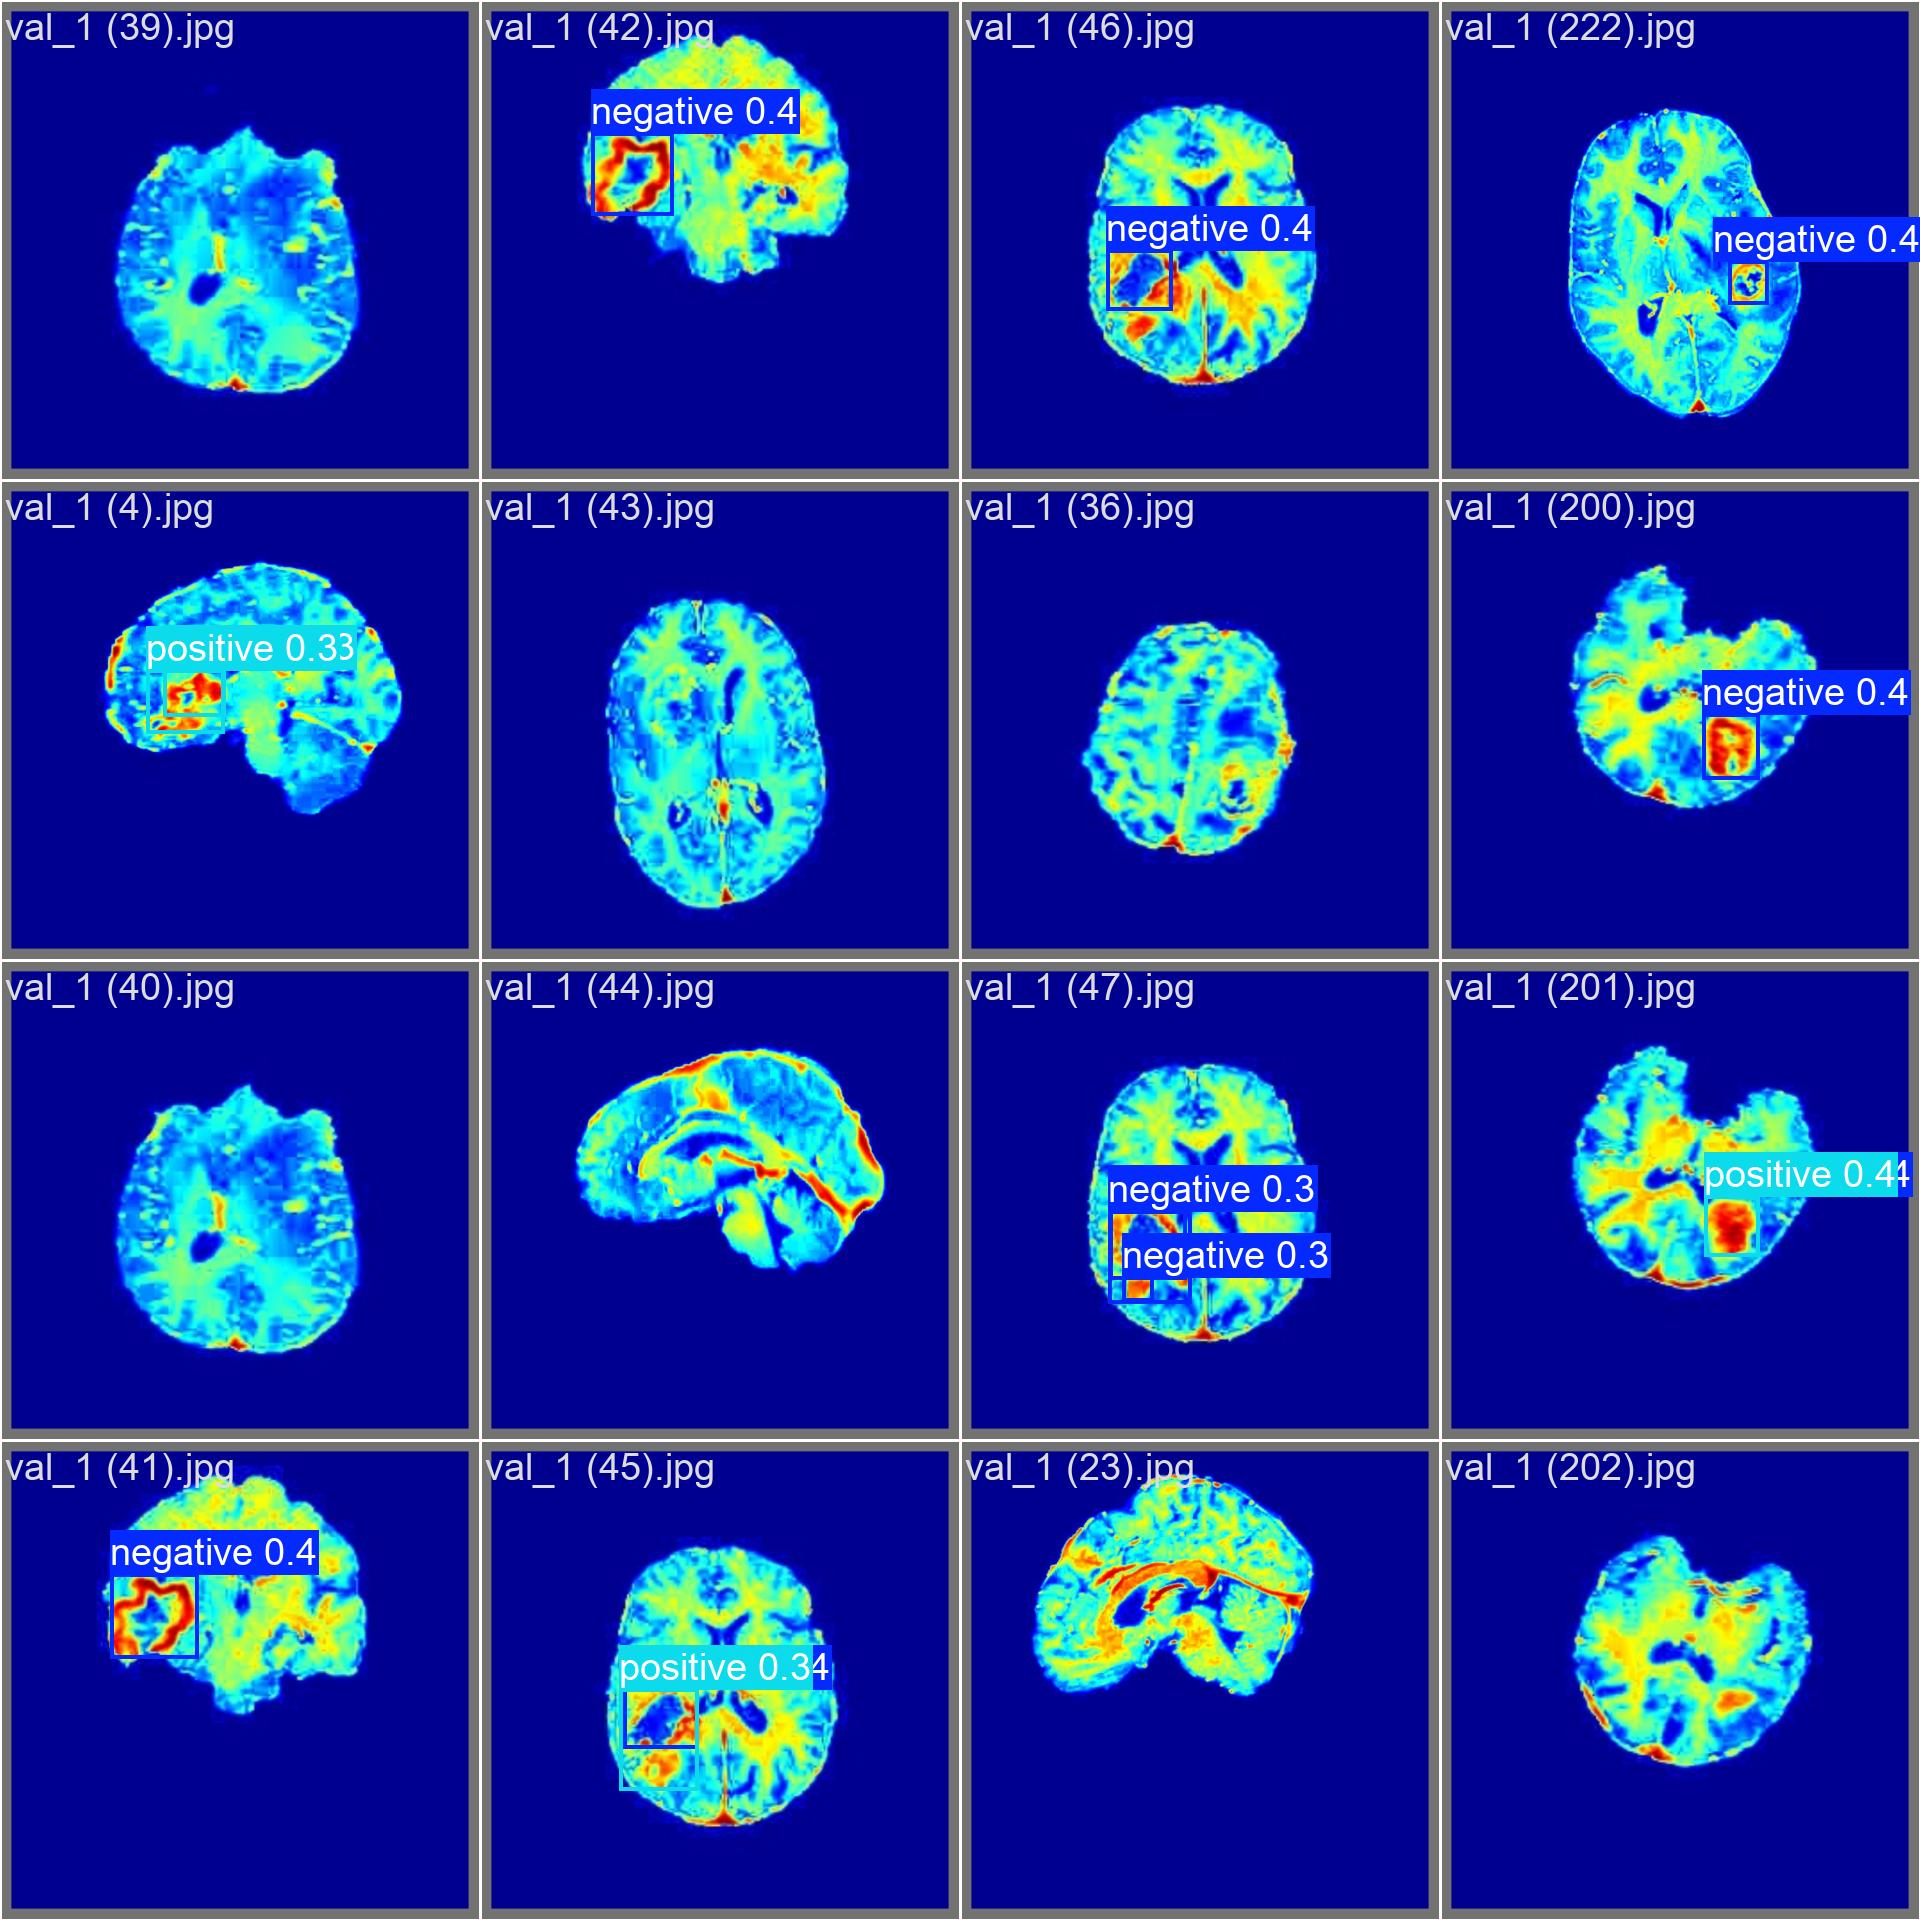 val_1 (39).jpg
val_1 (42).jpg
val_1 (46).jpg
val_1 (222).jpg
negative 0.4
negative 0.4
negative 0.4
val_1 (4).jpg
val_1 (43).jpg
val_1 (36).jpg
val_1 (200).jpg
positive 0.33
negative 0.4
val_1 (40).jpg
val_1 (44).jpg
val_1 (47).jpg
val_1 (201).jpg
negative 0.3
positive 0.44
negative 0.3
val_1 (41).jpg
val_1 (45).jpg
val_1 (23).jpg
val_1 (202).jpg
negative 0.4
positive 0.34